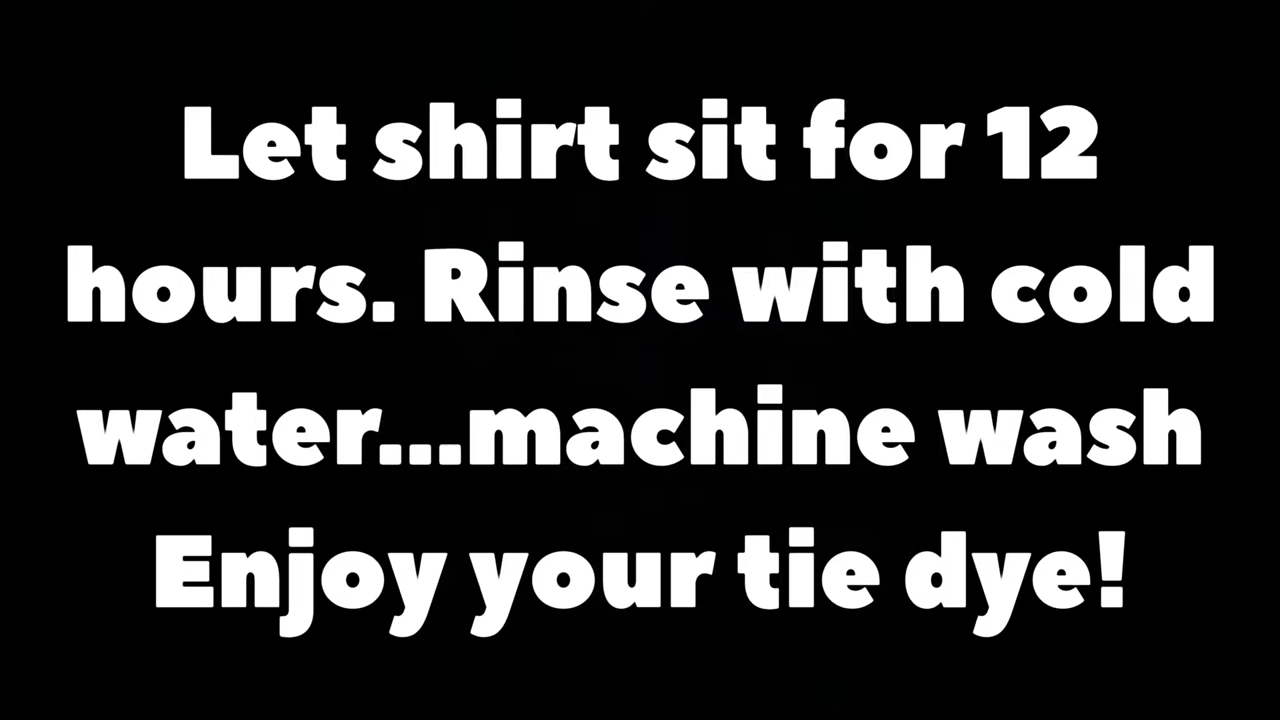 Let shirt sit for 12
hours. Rinse with cold
water...machine wash
Enjoy your tie dye!